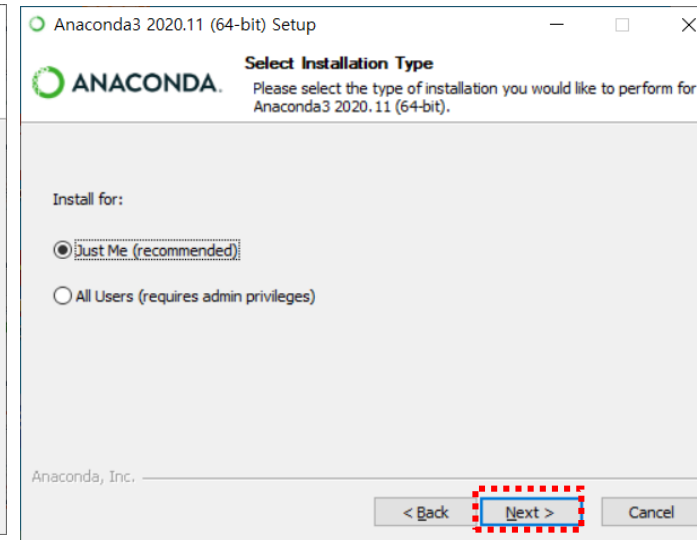 Anaconda3 2020.11 (64-bit) Setup
ANACONDA.
Select Installation Type
Please select the type of installation you would like to perform for
Anaconda3 2020.11 (64-bit).
Install for:
Just Me (recommended)
All Users (requires admin privileges)
Anaconda, Inc.
< Back
Next >
Cancel